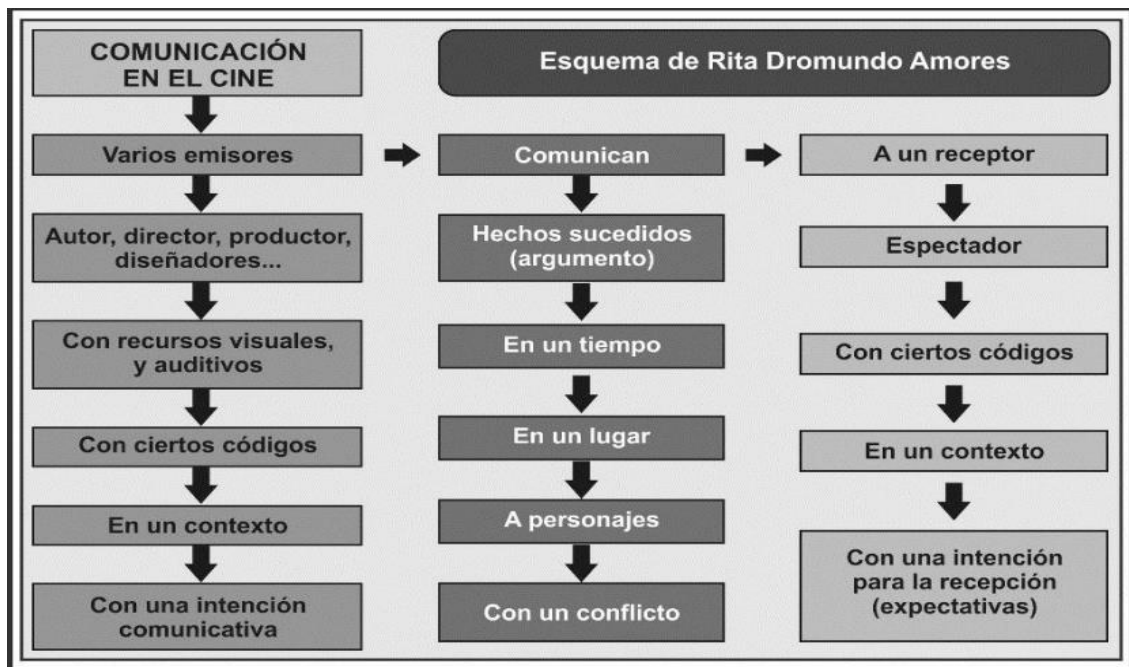 COMUNICACIÓN
EN EL CINE
Esquema de Rita Dromundo Amores
Varios emisores
Autor, director, productor,
diseñadores...
Con recursos visuales,
y auditivos
Con ciertos códigos
En un contexto
Con una intención
comunicativa
Comunican
Hechos sucedidos
(argumento)
En un tiempo
En un lugar
A personajes
Con un conflicto
A un receptor
Espectador
Con ciertos códigos
En un contexto
Con una intención
para la recepción
(expectativas)